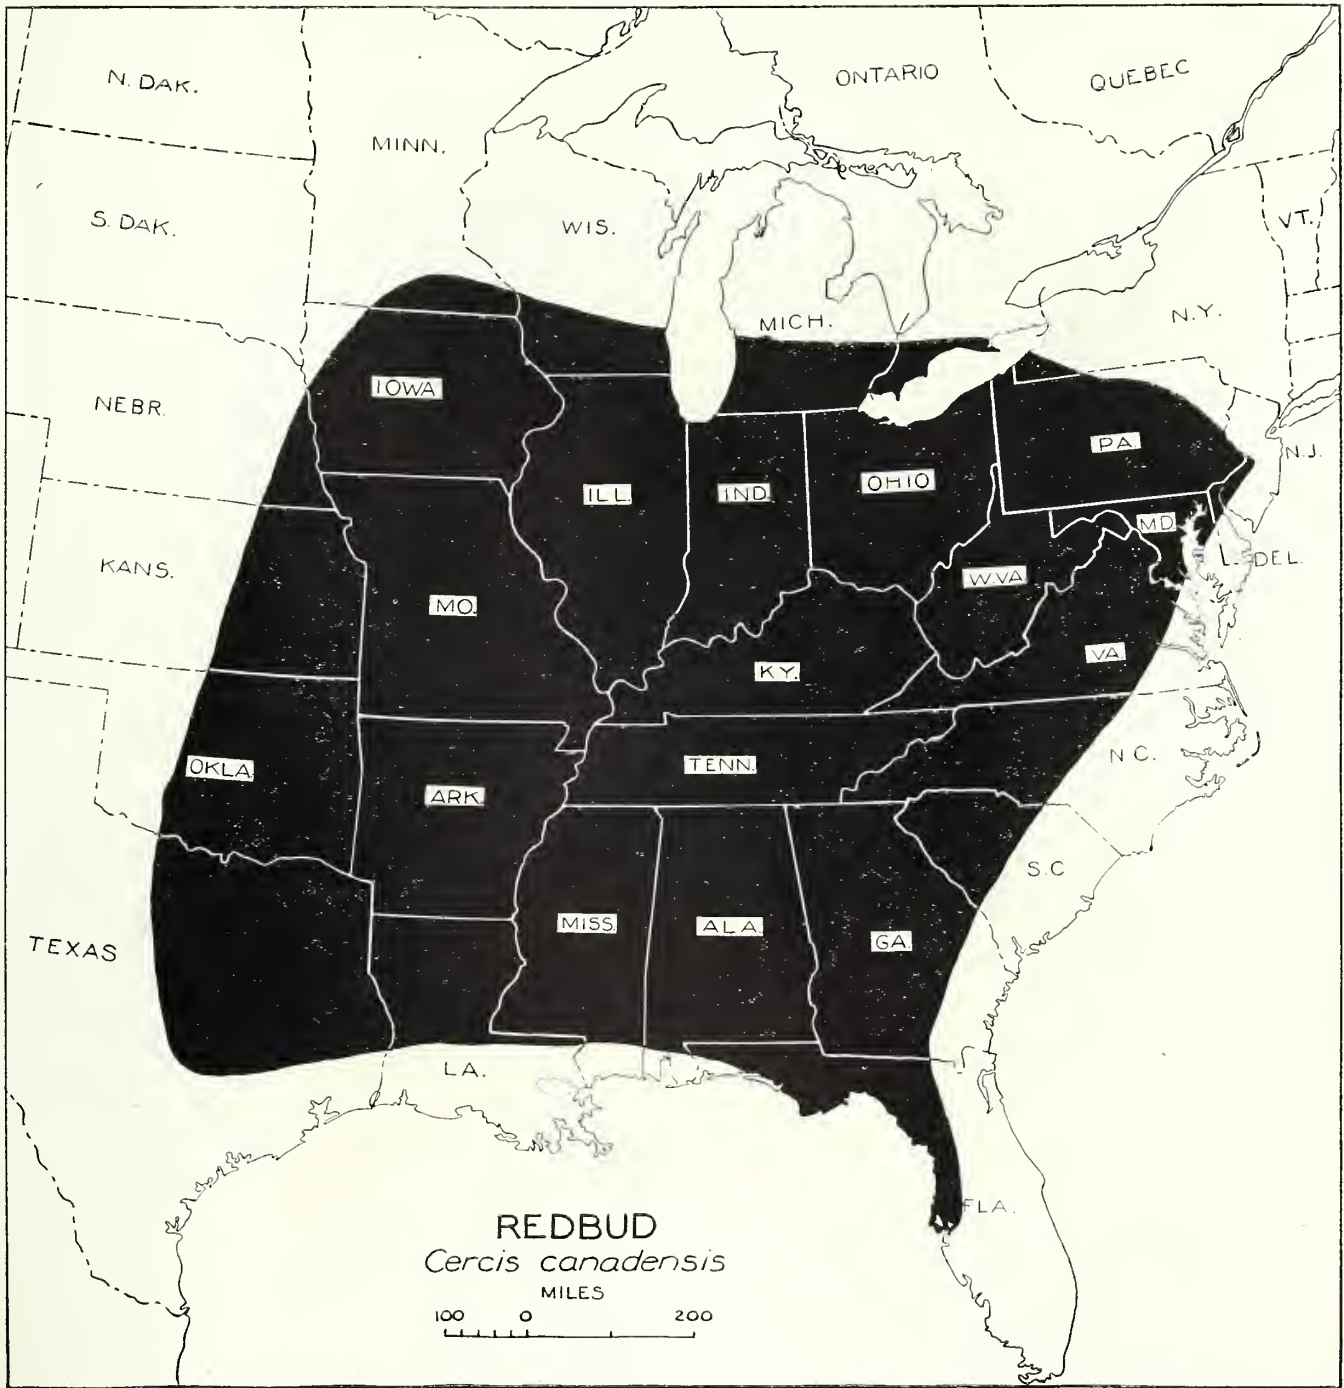 N. DAK.
MINN.
ONTARIO
QUEBEC
S. DAK.
WIS.
VT.
MICH.
N.Y.
NEBR.
IOWA
PA.
N.J.
ILL.
IND.
OHIO
MD.
KANS.
DEL.
MO.
W.VA
KY.
VA.
OKLA.
ARK.
TENN.
N C.
S.C
TEXAS
MISS.
ALA.
GA.
LA.
FLA.
REDBUD
Cercis canadensis
MILES
100 0 200